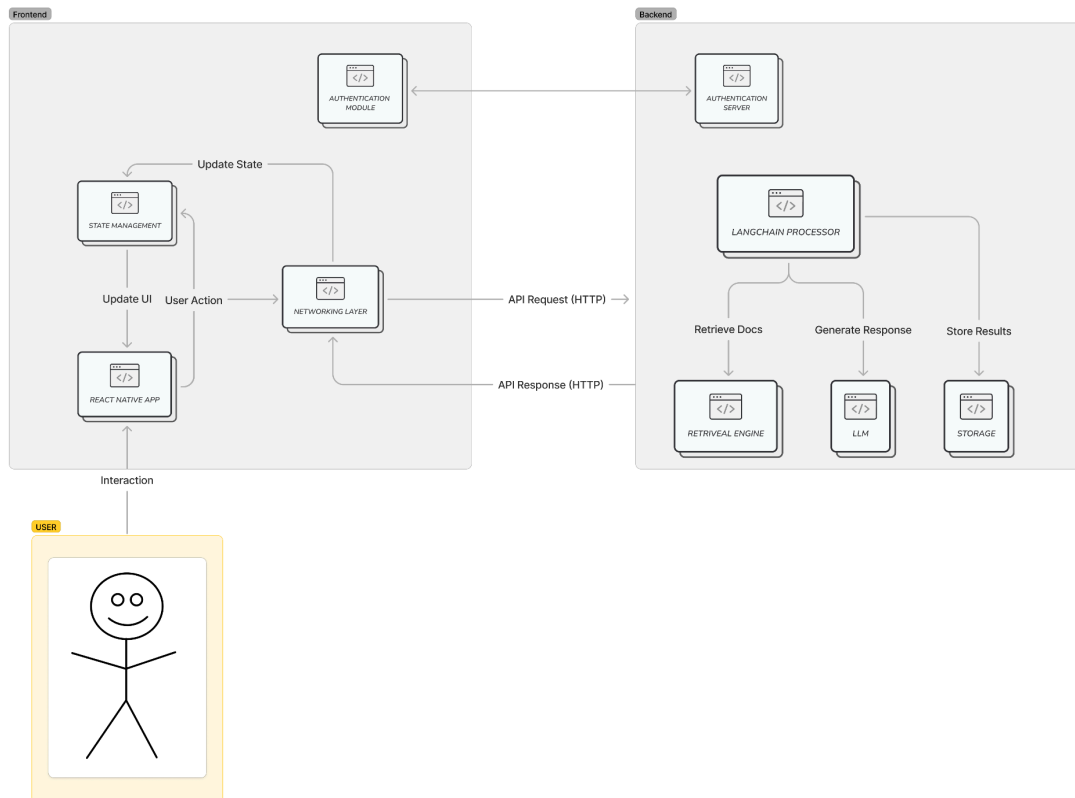 Frontend
Backend
AUTHENTICATION
MODULE
AUTHENTICATION
SERVER
Update State
STATE MANAGEMENT
LANGCHAIN PROCESSOR
Update UI
User Action
NETWORKING LAYER
API Request (HTTP)
Retrieve Docs
Generate Response
Store Results
REACT NATIVE APP
API Response (HTTP)
RETRIVEAL ENGINE
LLM
STORAGE
Interaction
USER